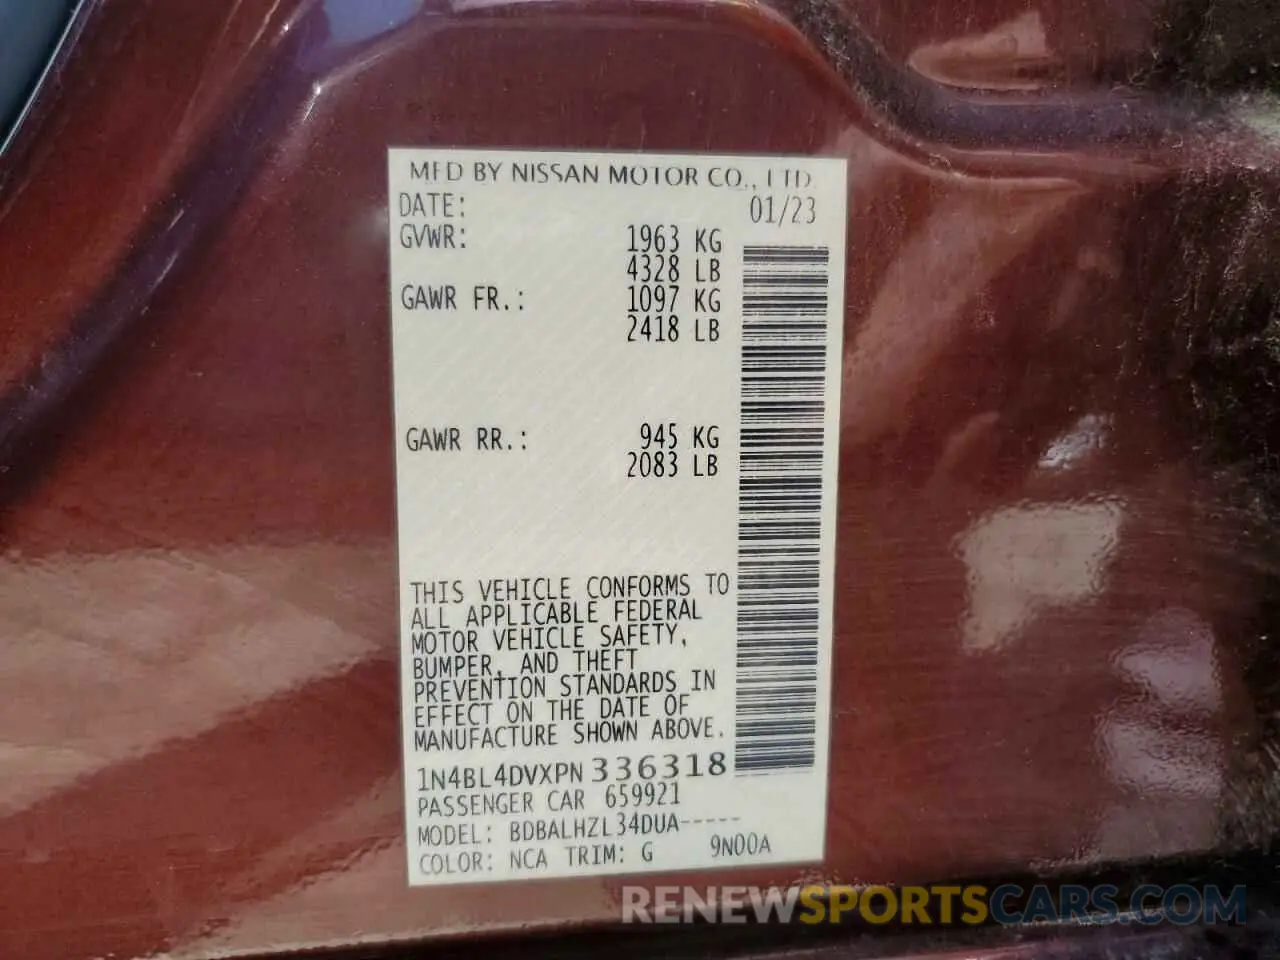 MFD BY NISSAN MOTOR CO., LTD.
DATE: 01/23
GVWR: 1963 KG
4328 LB
GAWR FR.: 1097 KG
2418 LB
GAWR RR.: 945 KG
2083 LB
THIS VEHICLE CONFORMS TO
ALL APPLICABLE FEDERAL
MOTOR VEHICLE SAFETY,
BUMPER, AND THEFT
PREVENTION STANDARDS IN
EFFECT ON THE DATE OF
MANUFACTURE SHOWN ABOVE.
1N4BL4DVXPN 336318
PASSENGER CAR 659921
MODEL: BDBALHZL34DUA-----
COLOR: NCA TRIM: G 9N00A
RENEWSPORTSCARS.COM